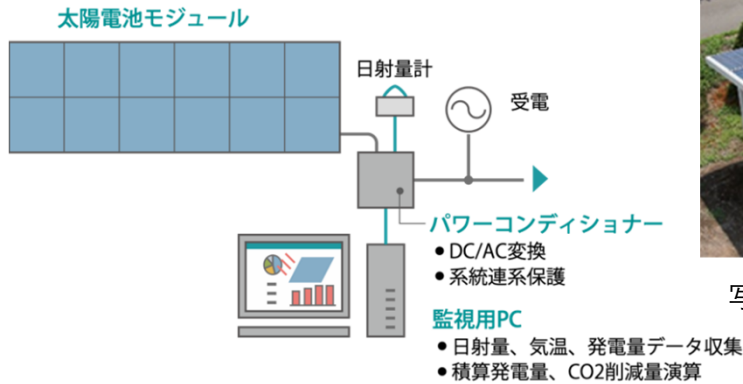 太陽電池モジュール
日射量計
受電
パワーコンディショナー
●DC/AC変換
●系統連系保護
監視用PC
●日射量、気温、発電量データ収集
●積算発電量、CO2削減量演算